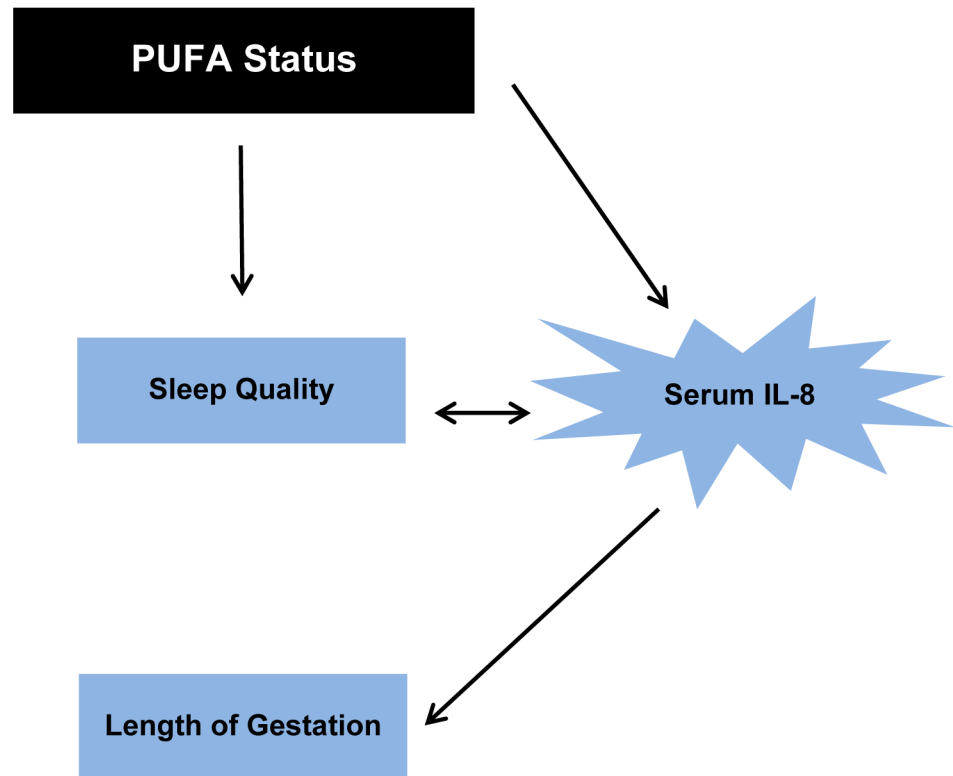 PUFA Status
Sleep Quality
Serum IL-8
Length of Gestation